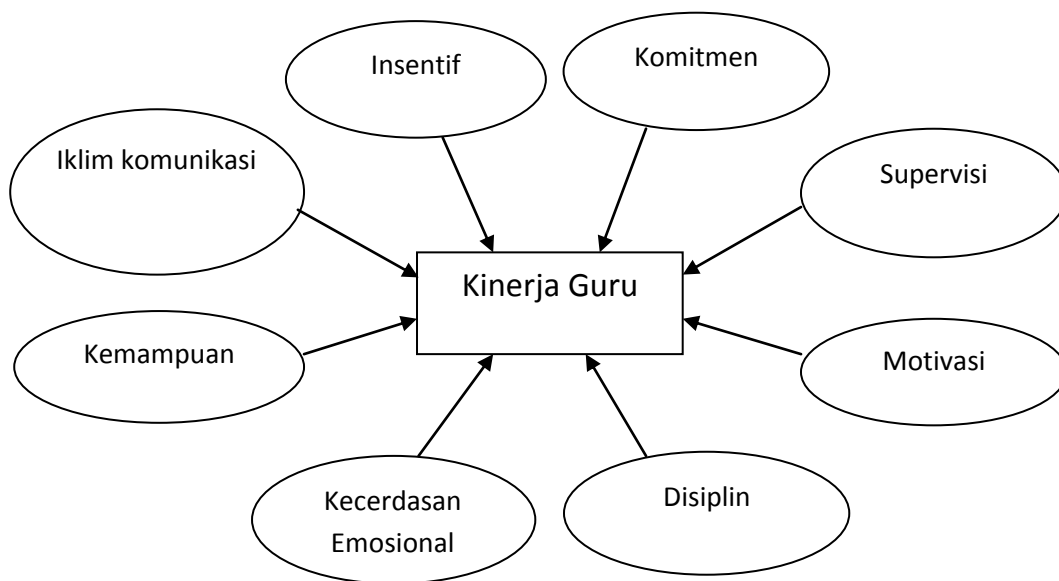 Insentif
Komitmen
Iklim komunikasi
Supervisi
Kinerja Guru
Kemampuan
Motivasi
Kecerdasan
Emosional
Disiplin